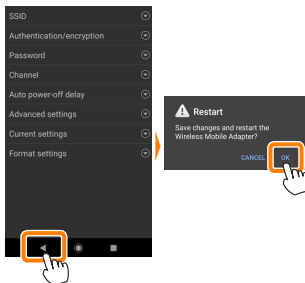 SSID
Authentication/encryption
Password
Channel
Auto power-off delay
Advanced settings
Current settings
Format settings
Restart
Save changes and restart the
Wireless Mobile Adapter?
CANCEL OK